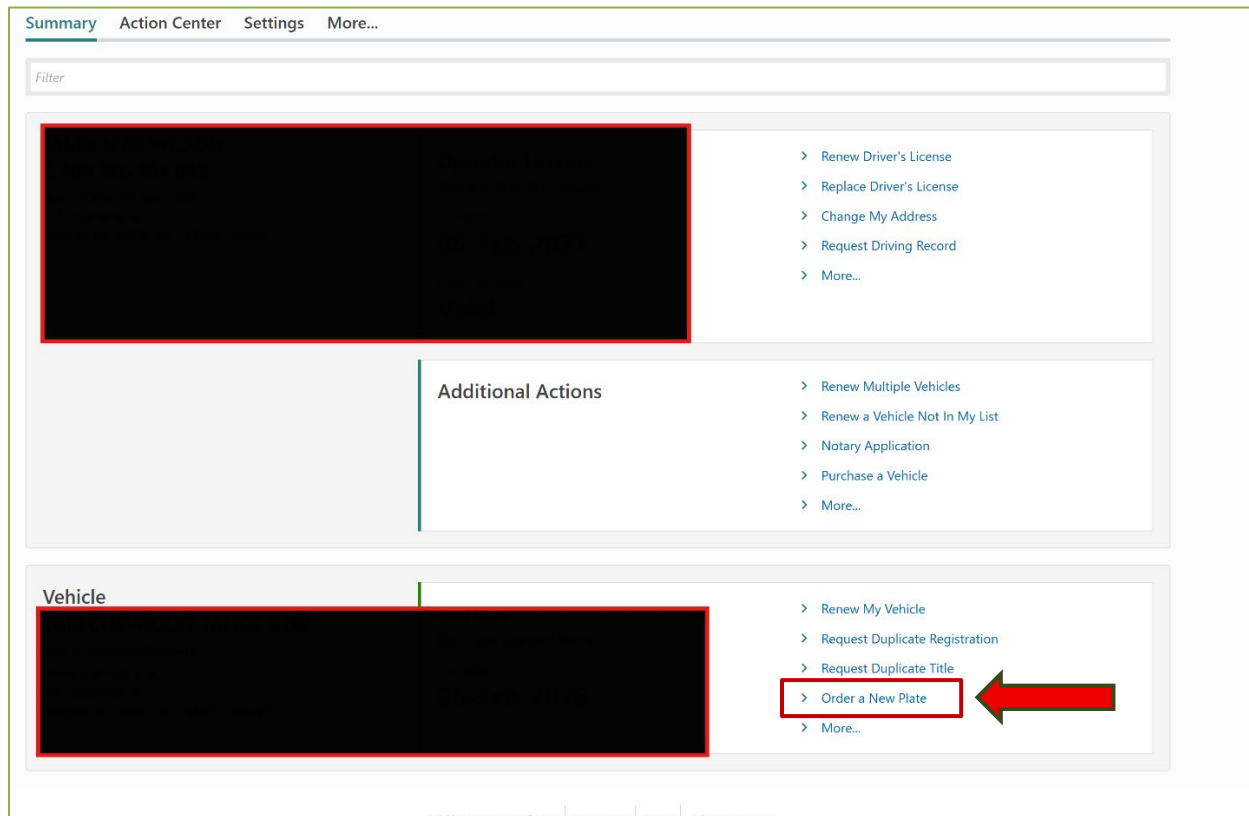 Summary Action Center Settings More...
Filter
Renew Driver's License
Replace Driver's License
Change My Address
Request Driving Record
More...
Additional Actions
Renew Multiple Vehicles
Renew a Vehicle Not In My List
Notary Application
Purchase a Vehicle
More...
Vehicle
Renew My Vehicle
Request Duplicate Registration
Request Duplicate Title
Order a New Plate
More...